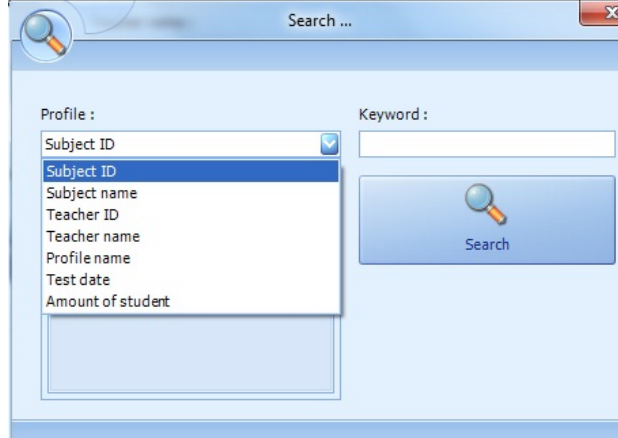 Search ...
Profile :
Keyword :
Subject ID
Subject ID
Subject name
Teacher ID
Teacher name
Profile name
Test date
Amount of student
Search